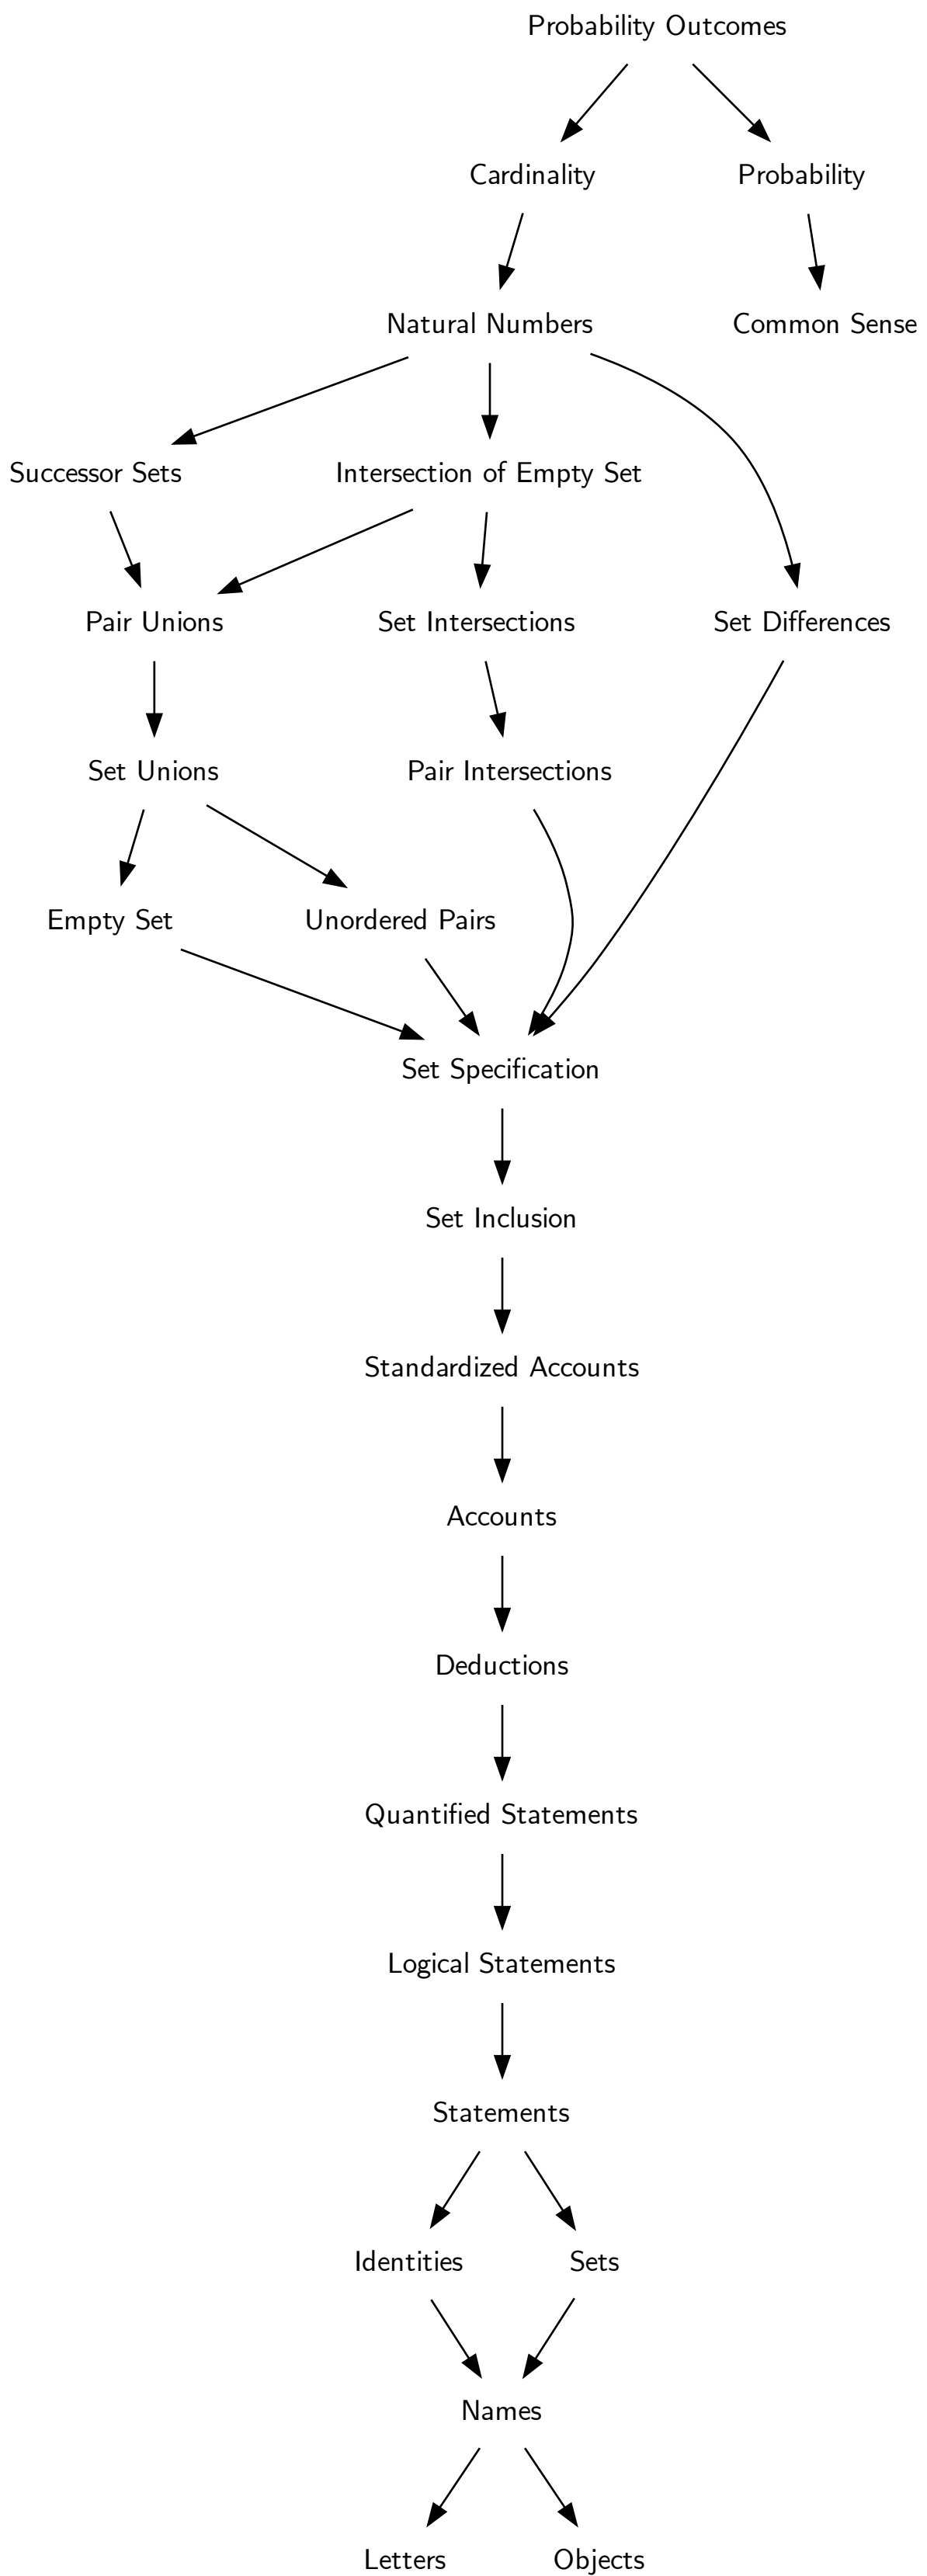 Probability Outcomes
Cardinality
Probability
Natural Numbers
Common Sense
Successor Sets
Intersection of Empty Set
Pair Unions
Set Intersections
Set Differences
Set Unions
Pair Intersections
Empty Set
Unordered Pairs
Set Specification
Set Inclusion
Standardized Accounts
Accounts
Deductions
Quantified Statements
Logical Statements
Statements
Identities
Sets
Names
Letters
Objects